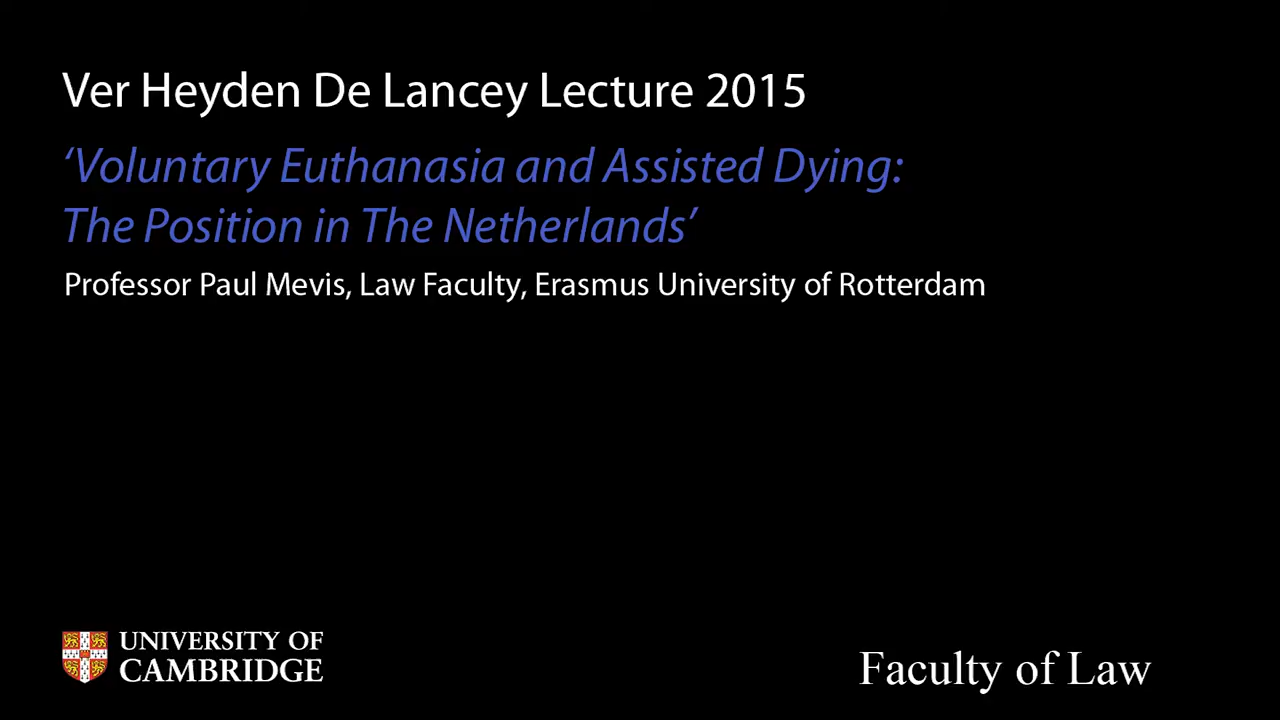 Ver Heyden De Lancey Lecture 2015
‘Voluntary Euthanasia and Assisted Dying:
The Position in The Netherlands’
Professor Paul Mevis, Law Faculty, Erasmus University of Rotterdam
UNIVERSITY OF
CAMBRIDGE
Faculty of Law